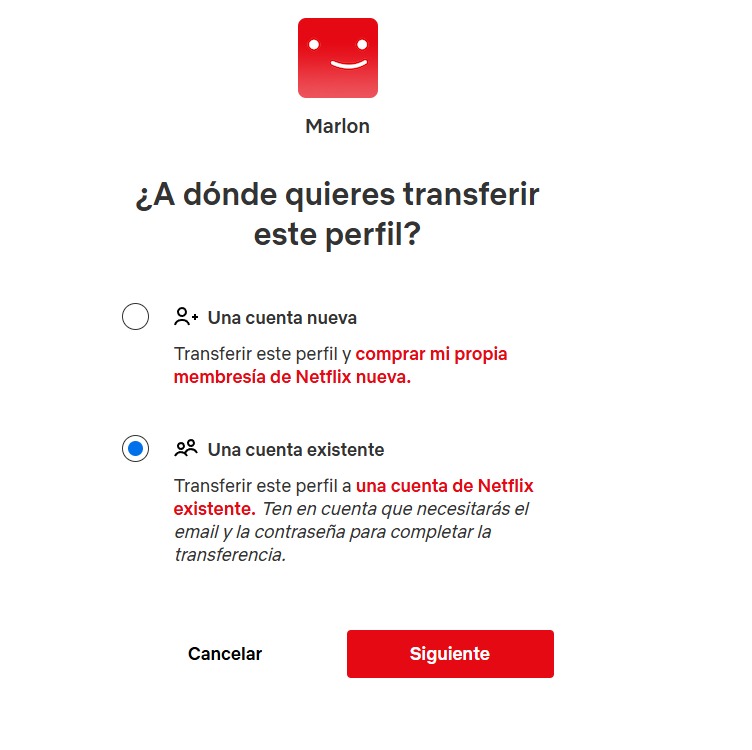 Marlon
¿A dónde quieres transferir
este perfil?
Una cuenta nueva
Transferir este perfil y comprar mi propia
membresía de Netflix nueva.
Una cuenta existente
Transferir este perfil a una cuenta de Netflix
existente. Ten en cuenta que necesitarás el
email y la contraseña para completar la
transferencia.
Cancelar
Siguiente